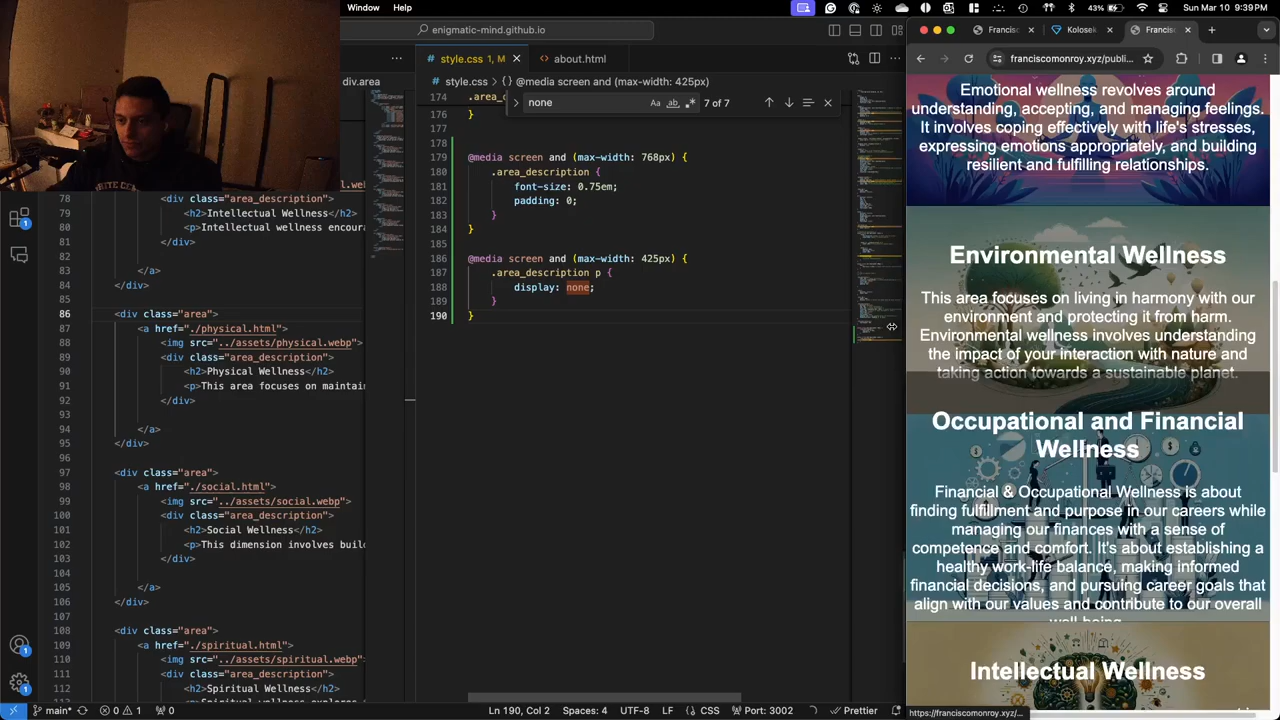 Window Help
43% Sun Mar 10 9:39 PM
enigmatic-mind.github.io
style.css 1, M
about.html
div.area
style.css > {} @media screen and (max-width: 425px)
none
7 of 7
174
176 }
177
178
179 @media screen and (max-width: 768px) {
180 .area_description {
181 font-size: 0.75em;
182 padding: 0;
183 }
184 }
185
186 @media screen and (max-width: 425px) {
187 .area_description p {
188 display: none;
189 }
190 }
78 <div class="area_description">
79 <h2>Intellectual Wellness</h2>
80 <p>Intellectual wellness encour
81 </div>
82
83 </a>
84 </div>
85
86 <div class="area">
87 <a href="./physical.html">
88 <img src="../assets/physical.webp"
89 <div class="area_description">
90 <h2>Physical Wellness</h2>
91 <p>This area focuses on maintai
92 </div>
93
94 </a>
95 </div>
96
97 <div class="area">
98 <a href="./social.html">
99 <img src="../assets/social.webp">
100 <div class="area_description">
101 <h2>Social Wellness</h2>
102 <p>This dimension involves buil
103 </div>
104
105 </a>
106 </div>
107
108 <div class="area">
109 <a href="./spiritual.html">
110 <img src="../assets/spiritual.webp"
111 <div class="area_description">
112 <h2>Spiritual Wellness</h2>
113
main* 0 1 0
Ln 190, Col 2 Spaces: 4 UTF-8 LF CSS Port: 3002 Prettier
Francisc
Kolosek
Francisc
franciscomonroy.xyz/publi...
Emotional wellness revolves around
understanding, accepting, and managing feelings.
It involves coping effectively with life's stresses,
expressing emotions appropriately, and building
resilient and fulfilling relationships.
Environmental Wellness
This area focuses on living in harmony with our
environment and protecting it from harm.
Environmental wellness involves understanding
the impact of your interaction with nature and
taking action towards a sustainable planet.
Occupational and Financial
Wellness
Financial & Occupational Wellness is about
finding fulfillment and purpose in our careers while
managing our finances with a sense of
competence and comfort. It's about establishing a
healthy work-life balance, making informed
financial decisions, and pursuing career goals that
align with our values and contribute to our overall
well-being.
Intellectual Wellness
https://franciscomonroy.xyz/...